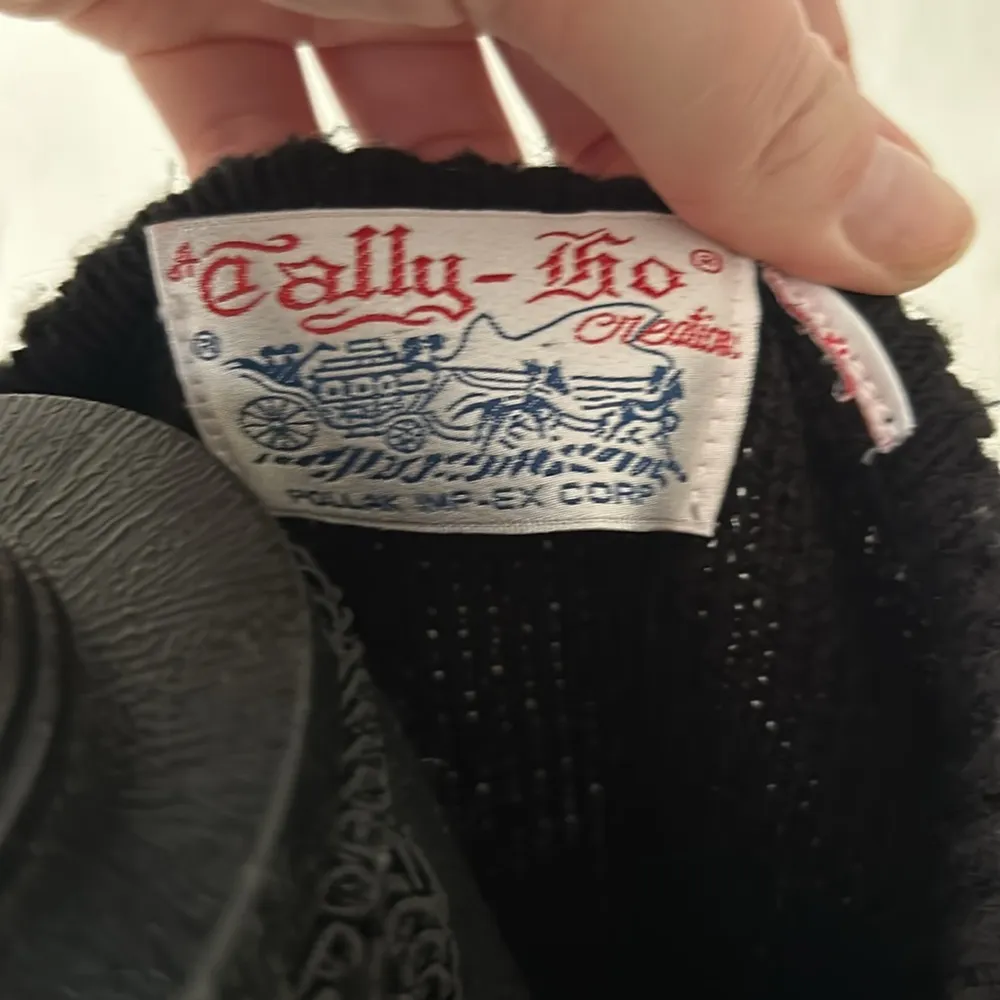 A Tally-Ho ®
Creation
®
POLLAK IMP-EX CORP